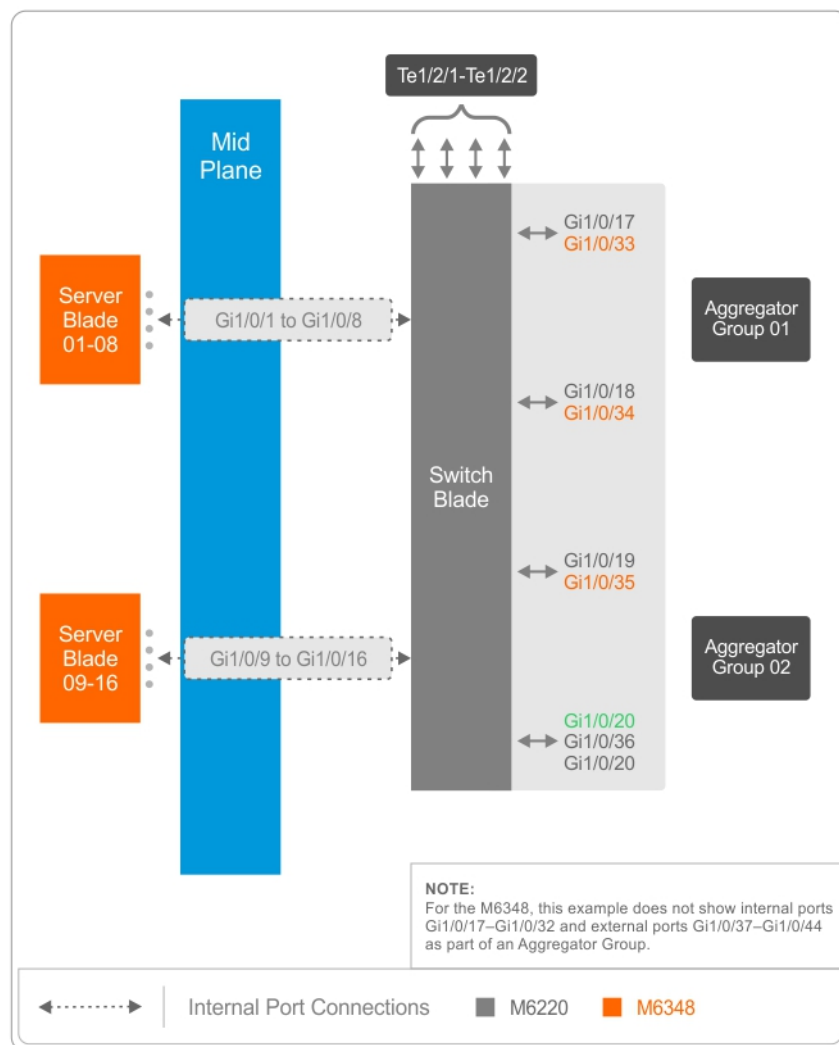 Te1/2/1-Te1/2/2
Mid
Plane
Gi1/0/17
Gi1/0/33
Server
Blade
01-08
Gi1/0/1 to Gi1/0/8
Aggregator
Group 01
Gi1/0/18
Gi1/0/34
Switch
Blade
Gi1/0/19
Gi1/0/35
Server
Blade
09-16
Gi1/0/9 to Gi1/0/16
Aggregator
Group 02
Gi1/0/20
Gi1/0/36
Gi1/0/20
NOTE:
For the M6348, this example does not show internal ports
Gi1/0/17–Gi1/0/32 and external ports Gi1/0/37–Gi1/0/44
as part of an Aggregator Group.
Internal Port Connections
M6220
M6348